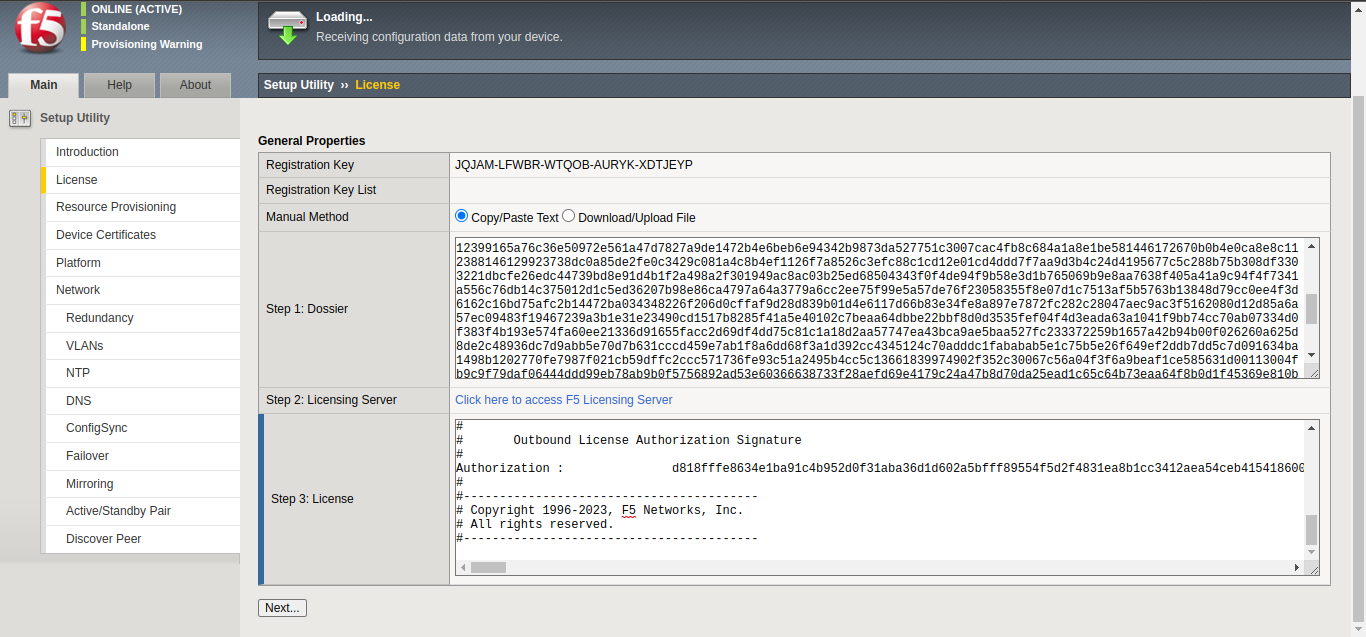 f5
ONLINE (ACTIVE)
Standalone
Provisioning Warning
Loading...
Receiving configuration data from your device.
Main
Help
About
Setup Utility ›› License
Setup Utility
Introduction
License
Resource Provisioning
Device Certificates
Platform
Network
Redundancy
VLANs
NTP
DNS
ConfigSync
Failover
Mirroring
Active/Standby Pair
Discover Peer
General Properties
Registration Key JQJAM-LFWBR-WTQOB-AURYK-XDTJEYP
Registration Key List
Manual Method Copy/Paste Text Download/Upload File
Step 1: Dossier
12399165a76c36e50972e561a47d7827a9de1472b4e6beb6e94342b9873da527751c3007cac4fb8c684a1a8e1be581446172670b0b4e0ca8e8c11
238814612992373​8dc0a85de2fe0c3429c081a4c8b4ef1126f7a8526c3efc88c1cd12e01cd4ddd7f7aa9d3b4c24d4195677c5c288b75b308df330
3221dbcfe26edc44739bd8e91d4b1f2a498a2f301949ac8ac03b25ed68504343f0f4de94f9b58e3d1b765069b9e8aa7638f405a41a9c94f4f7341
a556c76db14c375012d1c5ed36207b98e86ca4797a64a3779a6cc2ee75f99e5a57de76f23058355f8e07d1c7513af5b5763b13848d79cc0ee4f3d
6162c16bd75afc2b14472ba034348226f206d0cffaf9d28d839b01d4e6117d66b83e34fe8a897e7872fc282c28047aec9ac3f5162080d12d85a6a
57ec09483f19467239a3b1e31e23490cd1517b8285f41a5e40102c7beaa64dbbe22bbf8d0d3535fef04f4d3eada63a1041f9bb74cc70ab07334d0
f383f4b193e574fa60ee21336d91655facc2d69df4dd75c81c1a18d2aa57747ea43bca9ae5baa527fc233372259b1657a42b94b00f026260a625d
8de2c48936dc7d9abb5e70d7b631cccd459e7ab1f8a6dd68f3a1d392cc4345124c70adddc1fababab5e1c75b5e26f649ef2ddb7dd5c7d091634ba
1498b1202770fe7987f021cb59dffc2ccc571736fe93c51a2495b4cc5c13661839974902f352c30067c56a04f3f6a9beaf1ce585631d00113004f
b9c9f79daf06444ddd99eb78ab9b0f5756892ad53e60366638733f28aefd69e4179c24a47b8d70da25ead1c65c64b73eaa64f8b0d1f45369e810b
Step 2: Licensing Server Click here to access F5 Licensing Server
Step 3: License
#
# Outbound License Authorization Signature
#
Authorization : d818fffe8634e1ba91c4b952d0f31aba36d1d602a5bfff89554f5d2f4831ea8b1cc3412aea54ceb415418600
#
#-----------------------------------------
# Copyright 1996-2023, F5 Networks, Inc.
# All rights reserved.
#-----------------------------------------
Next...